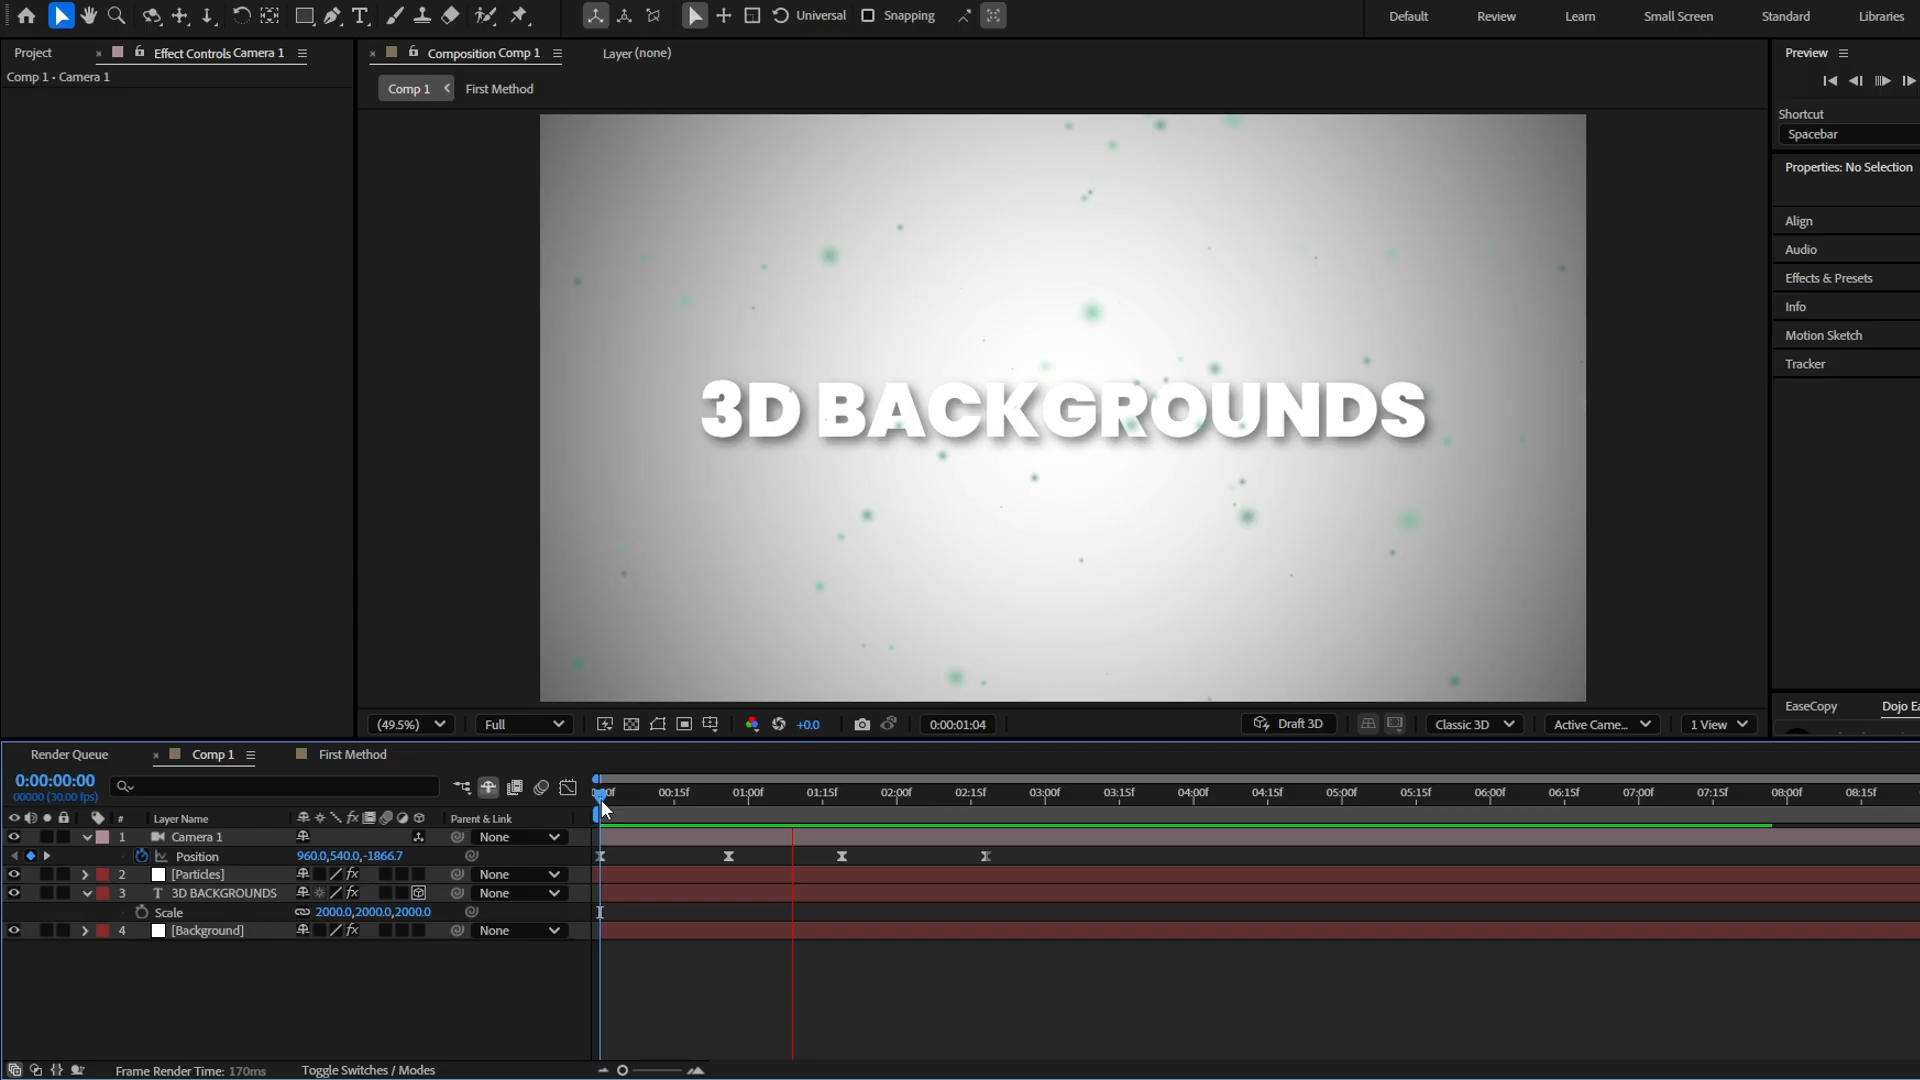 Universal Snapping Default Review Learn Small Screen Standard Libraries
Project Effect Controls Camera 1 Composition Comp 1 Layer (none) Preview
Comp 1 • Camera 1
Comp 1 First Method
Shortcut
Spacebar
Properties: No Selection
Align
Audio
Effects & Presets
Info
Motion Sketch
Tracker
3D BACKGROUNDS
EaseCopy Dojo Ea
(49.5%) Full +0.0 0:00:01:04 Draft 3D Classic 3D Active Came... 1 View
Render Queue Comp 1 First Method
0:00:00:00
00000 (30.00 fps)
00f 00:15f 01:00f 01:15f 02:00f 02:15f 03:00f 03:15f 04:00f 04:15f 05:00f 05:15f 06:00f 06:15f 07:00f 07:15f 08:00f 08:15f
# Layer Name fx Parent & Link
1 Camera 1 None
Position 960.0,540.0,-1866.7
2 [Particles] fx None
3 T 3D BACKGROUNDS fx None
Scale 2000.0,2000.0,2000.0
4 [Background] fx None
Frame Render Time: 170ms Toggle Switches / Modes